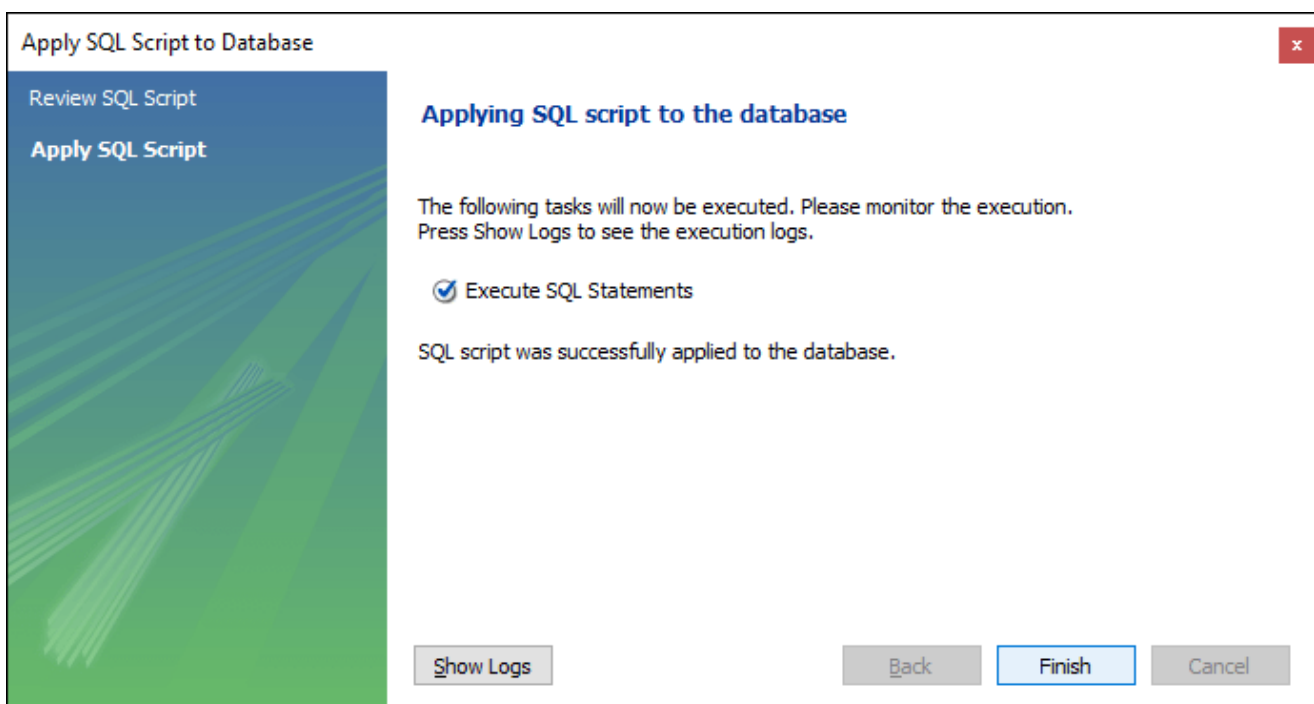 Apply SQL Script to Database
x
Review SQL Script
Apply SQL Script
Applying SQL script to the database
The following tasks will now be executed. Please monitor the execution.
Press Show Logs to see the execution logs.
Execute SQL Statements
SQL script was successfully applied to the database.
Show Logs
Back
Finish
Cancel